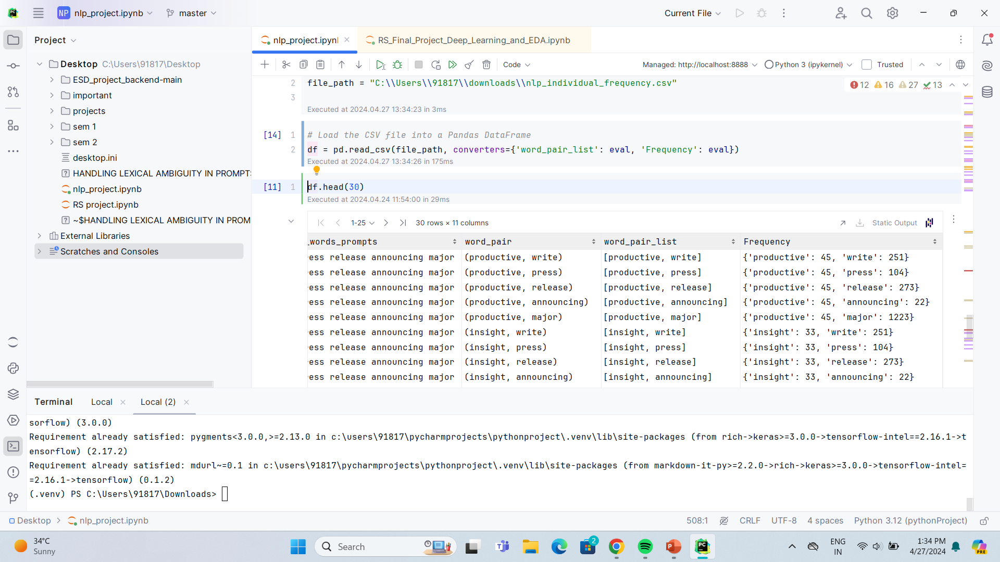 NP nlp_project.ipynb master Current File
Project
Desktop C:\Users\91817\Desktop
ESD_project_backend-main
important
projects
sem 1
sem 2
desktop.ini
HANDLING LEXICAL AMBIGUITY IN PROMPTS
nlp_project.ipynb
RS project.ipynb
~$HANDLING LEXICAL AMBIGUITY IN PROM
External Libraries
Scratches and Consoles
nlp_project.ipynl RS_Final_Project_Deep_Learning_and_EDA.ipynb
Code Managed: http://localhost:8888 Python 3 (ipykernel) Trusted
2 file_path = "C:\\Users\\91817\\downloads\\nlp_individual_frequency.csv"
12 16 27 13
3
Executed at 2024.04.27 13:34:23 in 3ms
[14] 1 # Load the CSV file into a Pandas DataFrame
2 df = pd.read_csv(file_path, converters={'word_pair_list': eval, 'Frequency': eval})
Executed at 2024.04.27 13:34:26 in 175ms
[11] 1 df.head(30)
Executed at 2024.04.24 11:54:00 in 29ms
1-25 30 rows × 11 columns Static Output
_words_prompts word_pair word_pair_list Frequency
ess release announcing major (productive, write) [productive, write] {'productive': 45, 'write': 251}
ess release announcing major (productive, press) [productive, press] {'productive': 45, 'press': 104}
ess release announcing major (productive, release) [productive, release] {'productive': 45, 'release': 273}
ess release announcing major (productive, announcing) [productive, announcing] {'productive': 45, 'announcing': 22}
ess release announcing major (productive, major) [productive, major] {'productive': 45, 'major': 1223}
ess release announcing major (insight, write) [insight, write] {'insight': 33, 'write': 251}
ess release announcing major (insight, press) [insight, press] {'insight': 33, 'press': 104}
ess release announcing major (insight, release) [insight, release] {'insight': 33, 'release': 273}
ess release announcing major (insight, announcing) [insight, announcing] {'insight': 33, 'announcing': 22}
Terminal Local Local (2)
sorflow) (3.0.0)
Requirement already satisfied: pygments<3.0.0,>=2.13.0 in c:\users\91817\pycharmprojects\pythonproject\.venv\lib\site-packages (from rich->keras>=3.0.0->tensorflow-intel==2.16.1->t
ensorflow) (2.17.2)
Requirement already satisfied: mdurl~=0.1 in c:\users\91817\pycharmprojects\pythonproject\.venv\lib\site-packages (from markdown-it-py>=2.2.0->rich->keras>=3.0.0->tensorflow-intel=
=2.16.1->tensorflow) (0.1.2)
(.venv) PS C:\Users\91817\Downloads>
Desktop > nlp_project.ipynb 508:1 CRLF UTF-8 4 spaces Python 3.12 (pythonProject)
34°C
Sunny
Search
2
ENG
IN
1:34 PM
4/27/2024
PRE